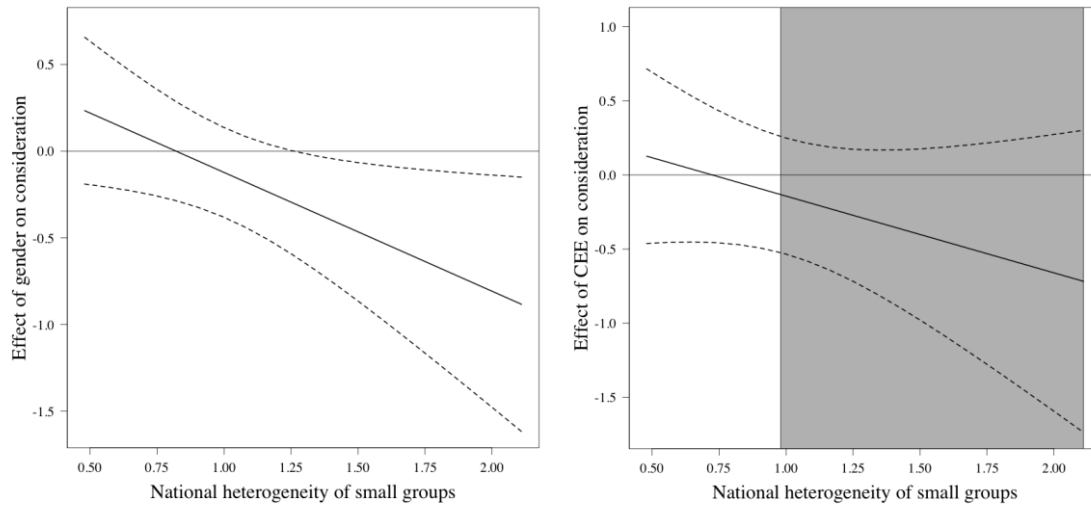 Effect of gender on consideration
0.5
0.0
-0.5
-1.0
-1.5
0.50 0.75 1.00 1.25 1.50 1.75 2.00
National heterogeneity of small groups
Effect of CEE on consideration
1.0
0.5
0.0
-0.5
-1.0
-1.5
0.50 0.75 1.00 1.25 1.50 1.75 2.00
National heterogeneity of small groups